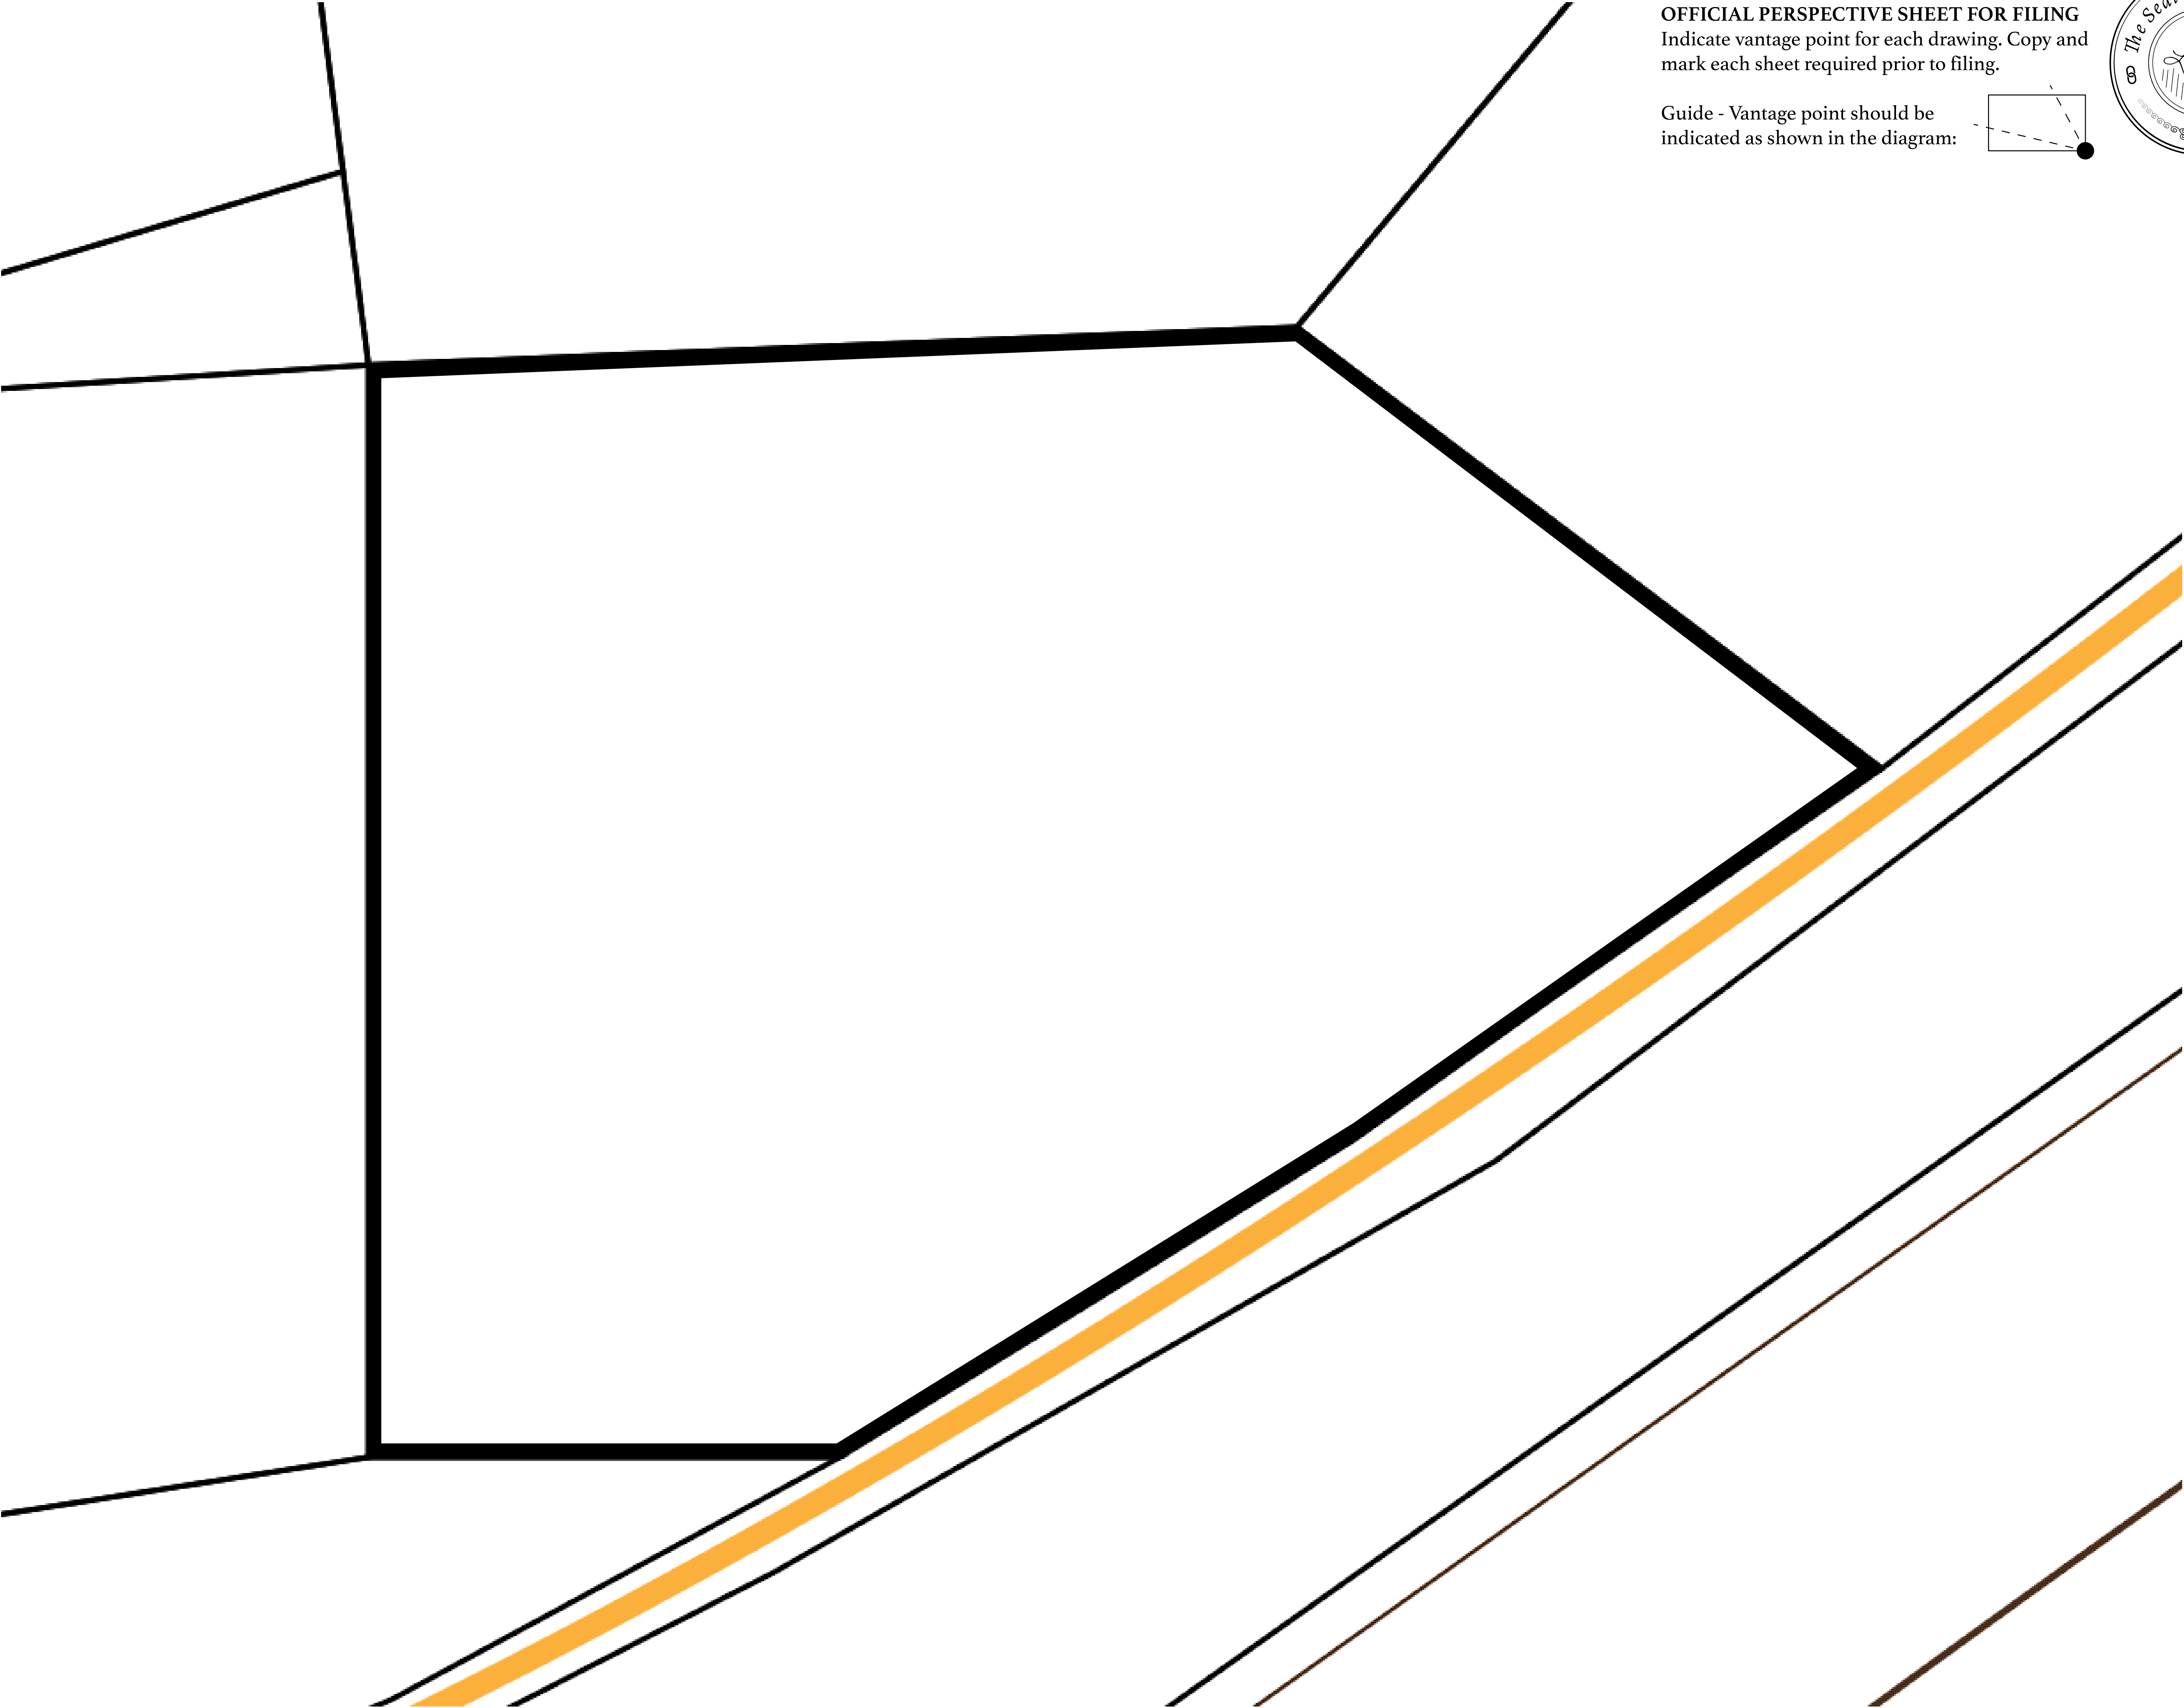 OFFICIAL PERSPECTIVE SHEET FOR FILING
Indicate vantage point for each drawing. Copy and
mark each sheet required prior to filing.
Guide - Vantage point should be
indicated as shown in the diagram:
The